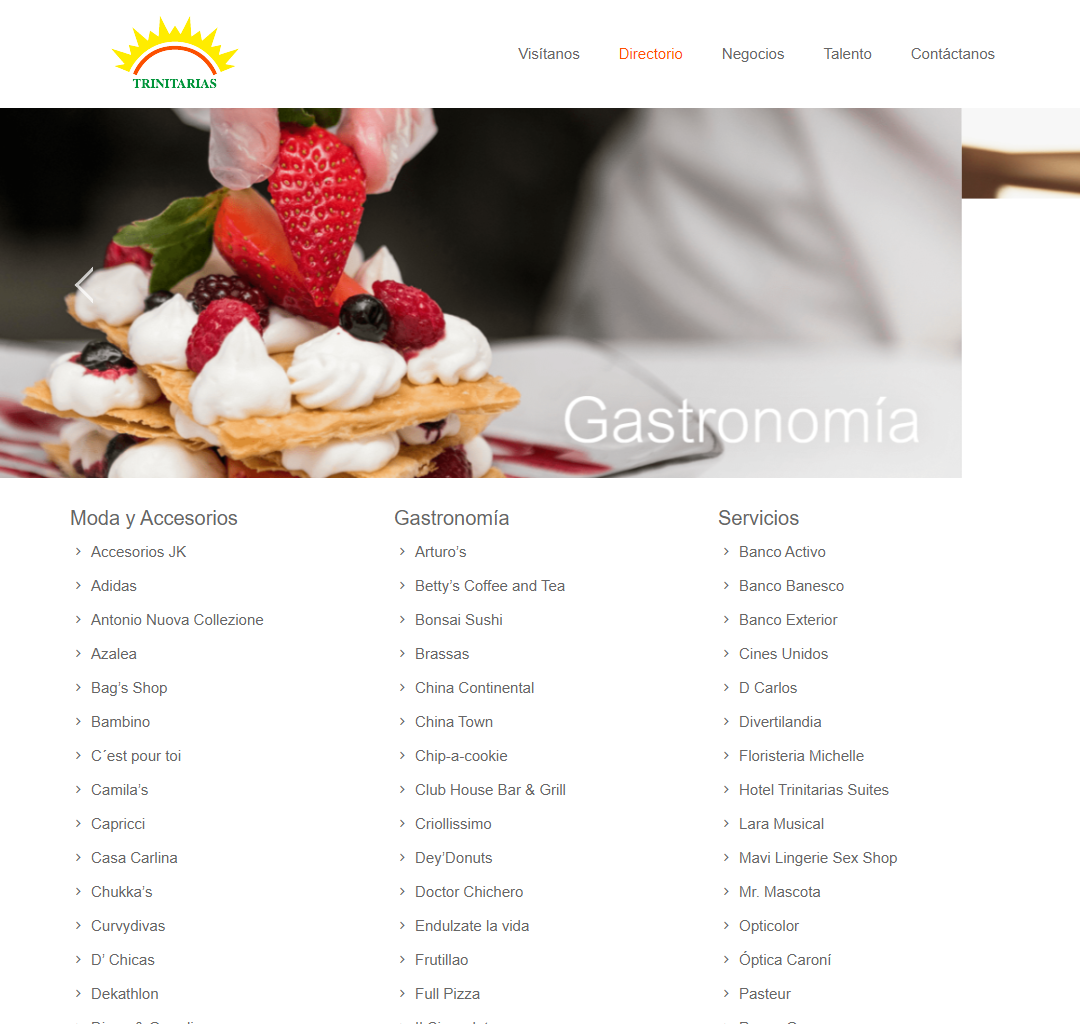 TRINITARIAS
Visítanos
Directorio
Negocios
Talento
Contáctanos
Gastronomía
Moda y Accesorios
Accesorios JK
Adidas
Antonio Nuova Collezione
Azalea
Bag’s Shop
Bambino
C´est pour toi
Camila’s
Capricci
Casa Carlina
Chukka’s
Curvydivas
D’ Chicas
Dekathlon
Gastronomía
Arturo’s
Betty’s Coffee and Tea
Bonsai Sushi
Brassas
China Continental
China Town
Chip-a-cookie
Club House Bar & Grill
Criollissimo
Dey’Donuts
Doctor Chichero
Endulzate la vida
Frutillao
Full Pizza
Servicios
Banco Activo
Banco Banesco
Banco Exterior
Cines Unidos
D Carlos
Divertilandia
Floristeria Michelle
Hotel Trinitarias Suites
Lara Musical
Mavi Lingerie Sex Shop
Mr. Mascota
Opticolor
Óptica Caroní
Pasteur